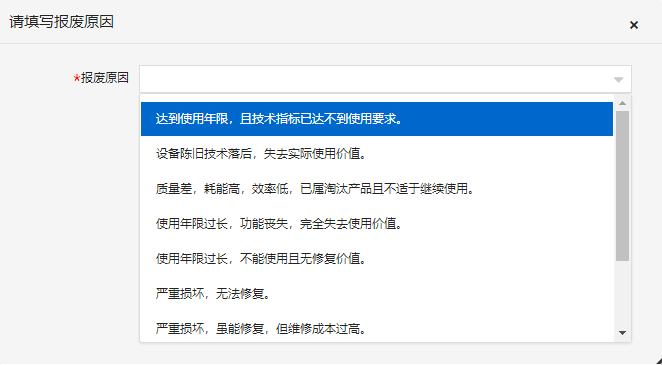 请填写报废原因
×
*报废原因
达到使用年限，且技术指标已达不到使用要求。
设备陈旧技术落后，失去实际使用价值。
质量差，耗能高，效率低，已属淘汰产品且不适于继续使用。
使用年限过长，功能丧失，完全失去使用价值。
使用年限过长，不能使用且无修复价值。
严重损坏，无法修复。
严重损坏，虽能修复，但维修成本过高。